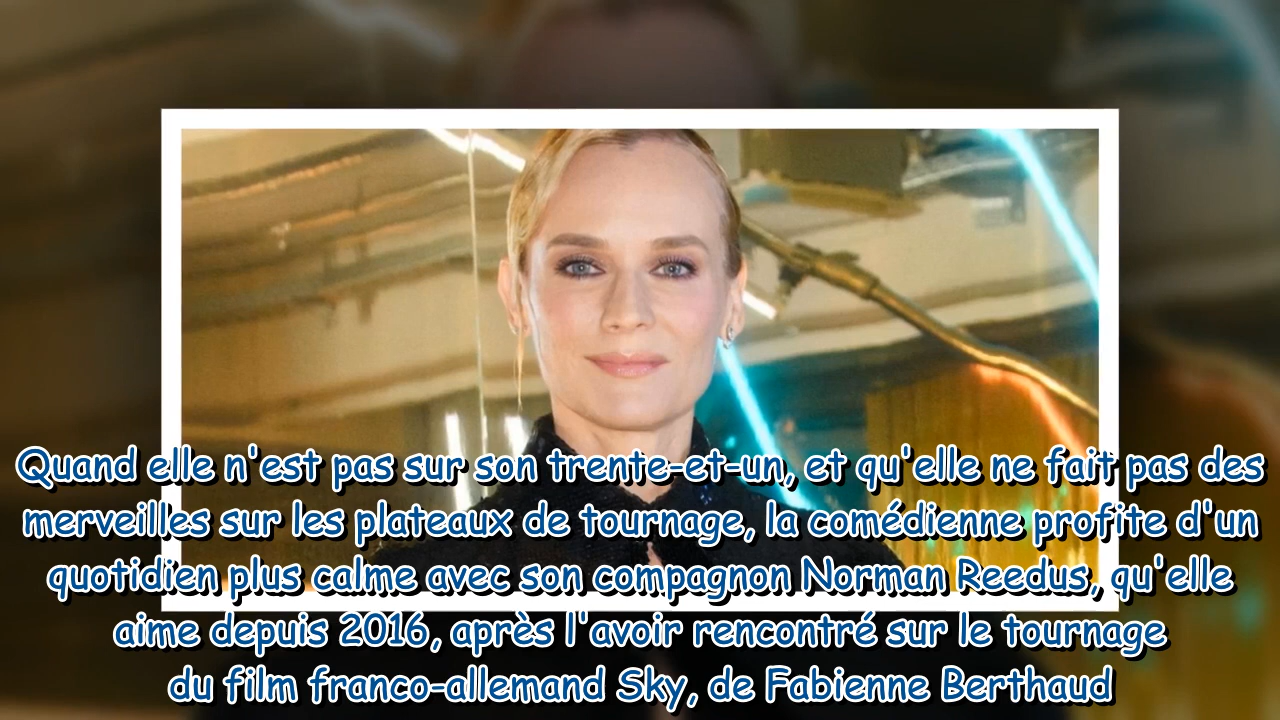 Quand elle n'est pas sur son trente-et-un, et qu'elle ne fait pas des
merveilles sur les plateaux de tournage, la comédienne profite d'un
quotidien plus calme avec son compagnon Norman Reedus, qu'elle
aime depuis 2016, après l'avoir rencontré sur le tournage
du film franco-allemand Sky, de Fabienne Berthaud